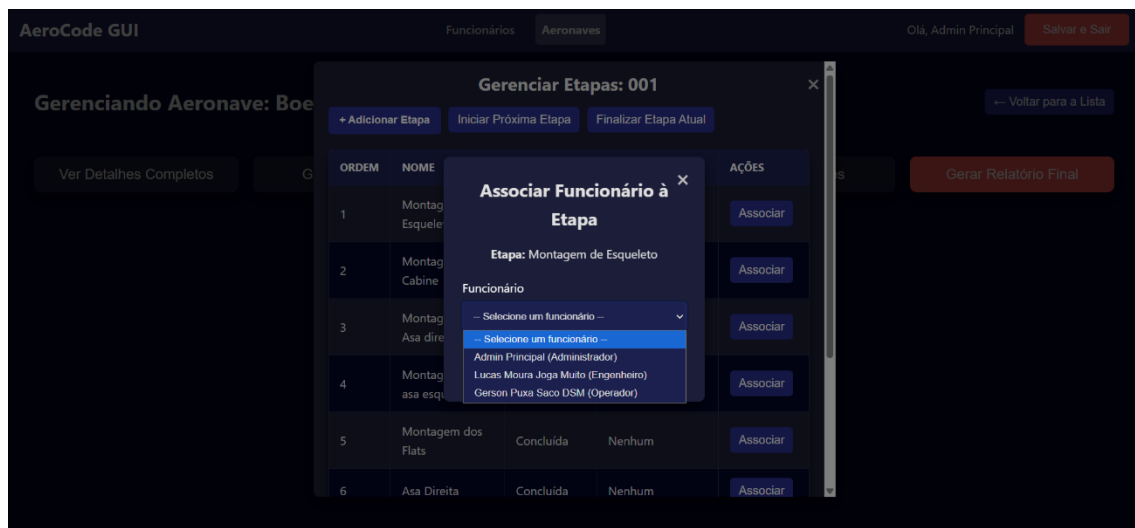 AeroCode GUI Funcionários Aeronaves Olá, Admin Principal Salvar e Sair
Gerenciar Etapas: 001 ×
Gerenciando Aeronave: Boe ← Voltar para a Lista
+ Adicionar Etapa Iniciar Próxima Etapa Finalizar Etapa Atual
Ver Detalhes Completos G Gerar Relatório Final
ORDEM NOME AÇÕES
Associar Funcionário à ×
Etapa
Etapa: Montagem de Esqueleto
Funcionário
-- Selecione um funcionário --
-- Selecione um funcionário --
Admin Principal (Administrador)
Lucas Moura Joga Muito (Engenheiro)
Gerson Puxa Saco DSM (Operador)
1 Montag
Esquele Associar
2 Montag
Cabine Associar
3 Montag
Asa dire Associar
4 Montag
asa esqu Associar
5 Montagem dos
Flats Concluída Nenhum Associar
6 Asa Direita Concluída Nenhum Associar